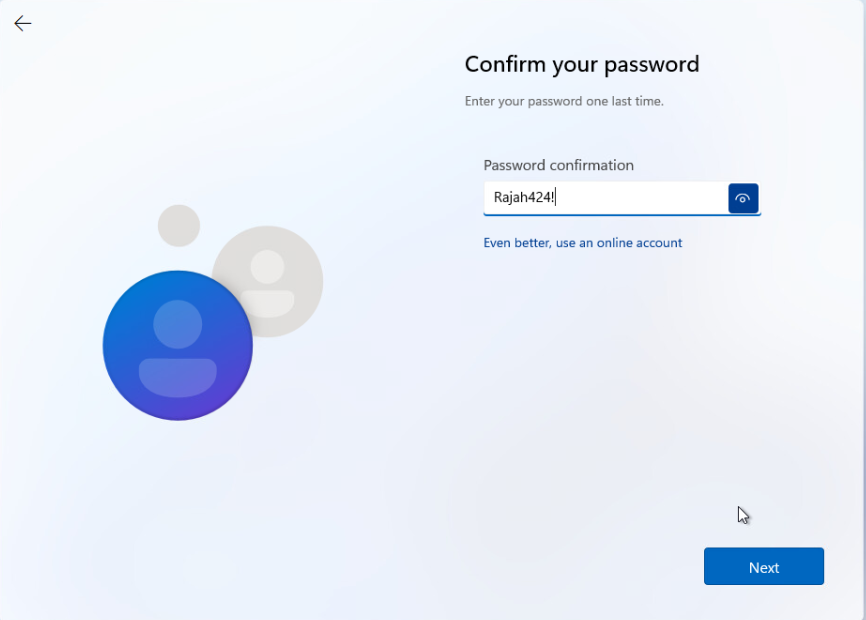 Confirm your password
Enter your password one last time.
Password confirmation
Rajah424!
Even better, use an online account
Next